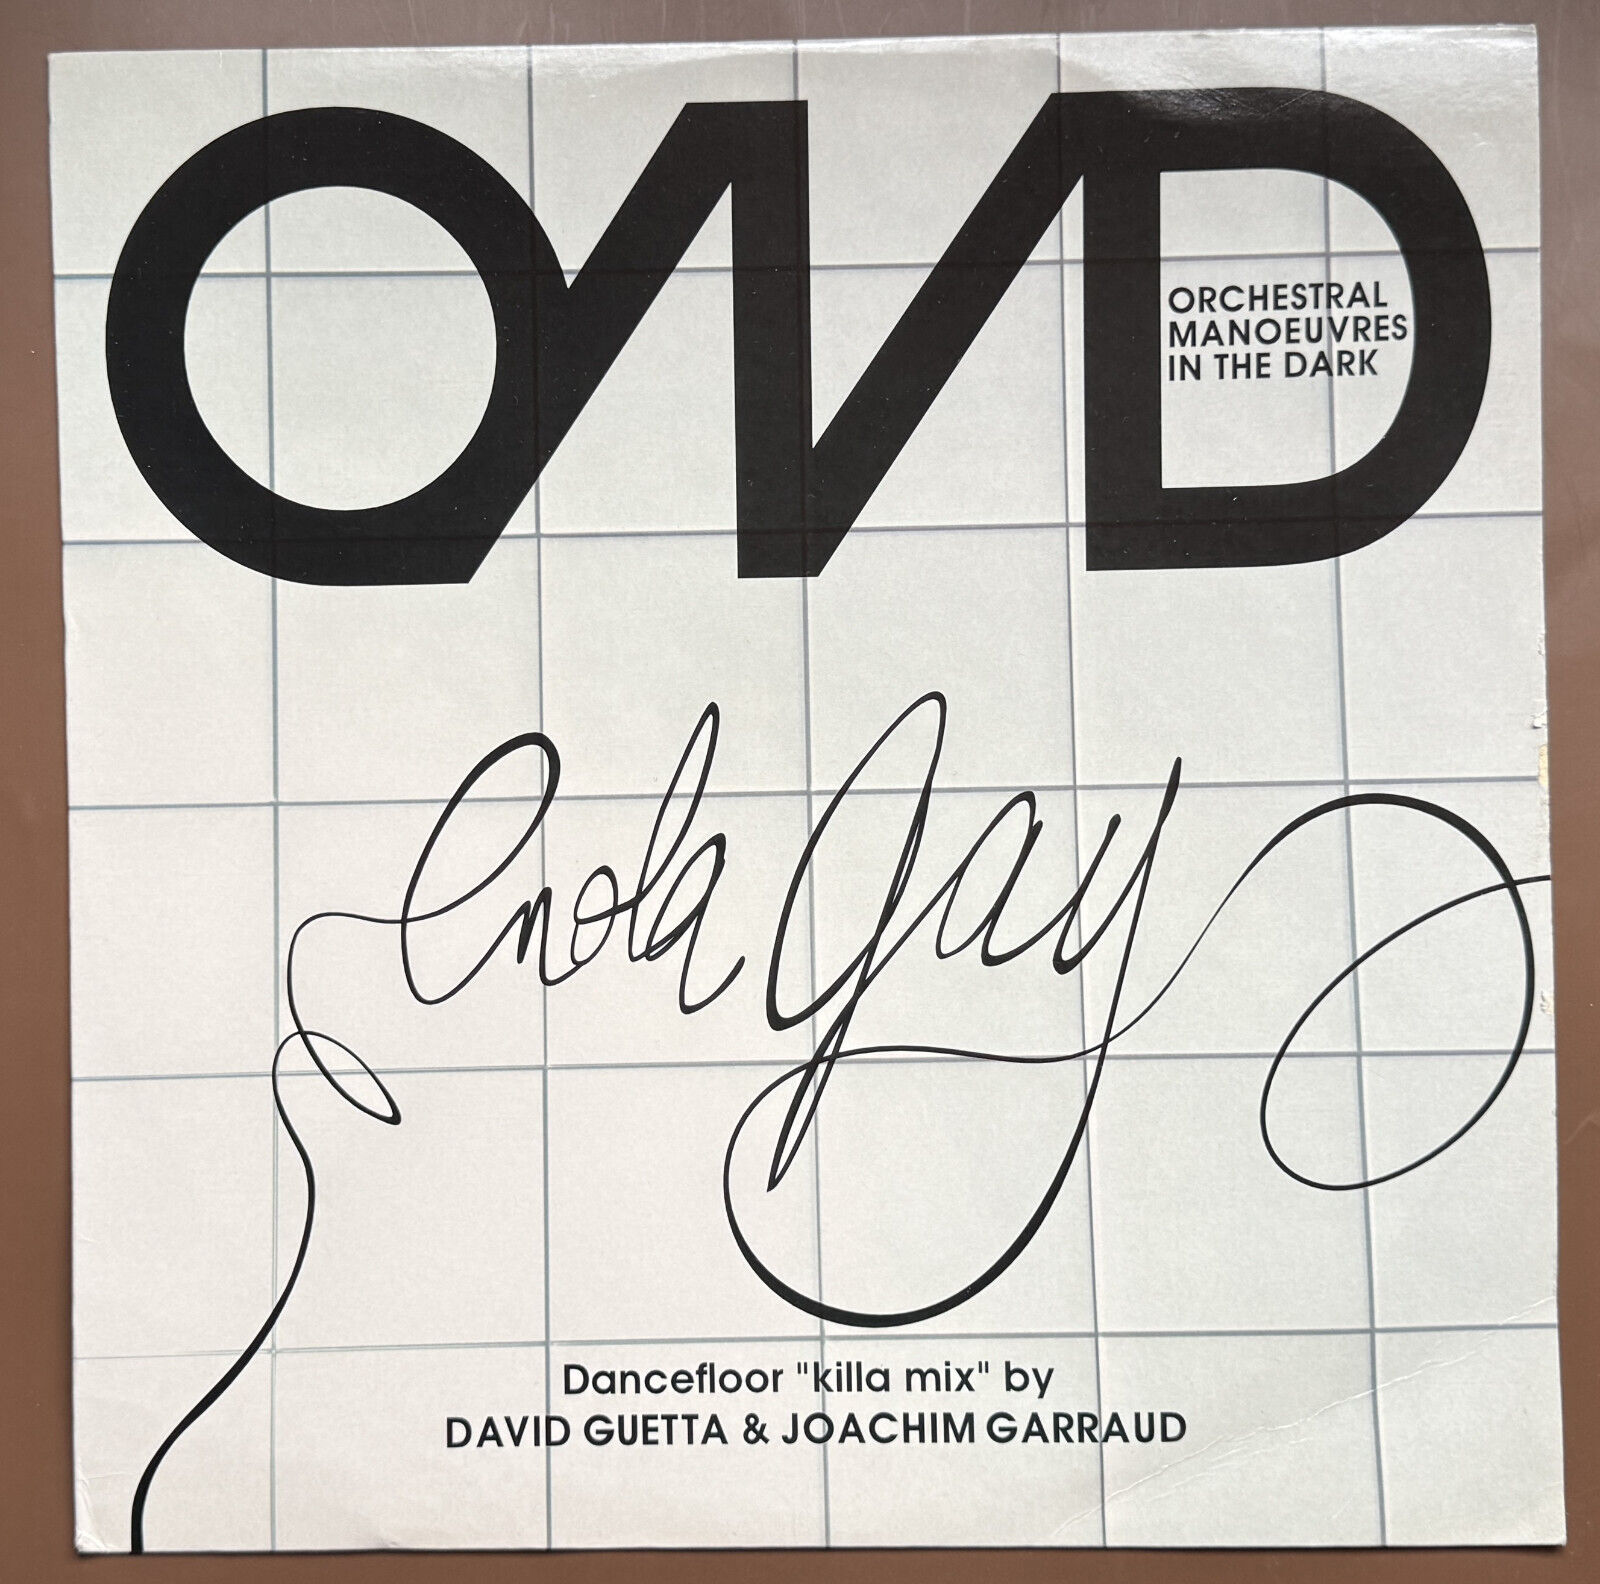 OMD
ORCHESTRAL
MANOEUVRES
IN THE DARK
Enola Gay
Dancefloor "killa mix" by
DAVID GUETTA & JOACHIM GARRAUD